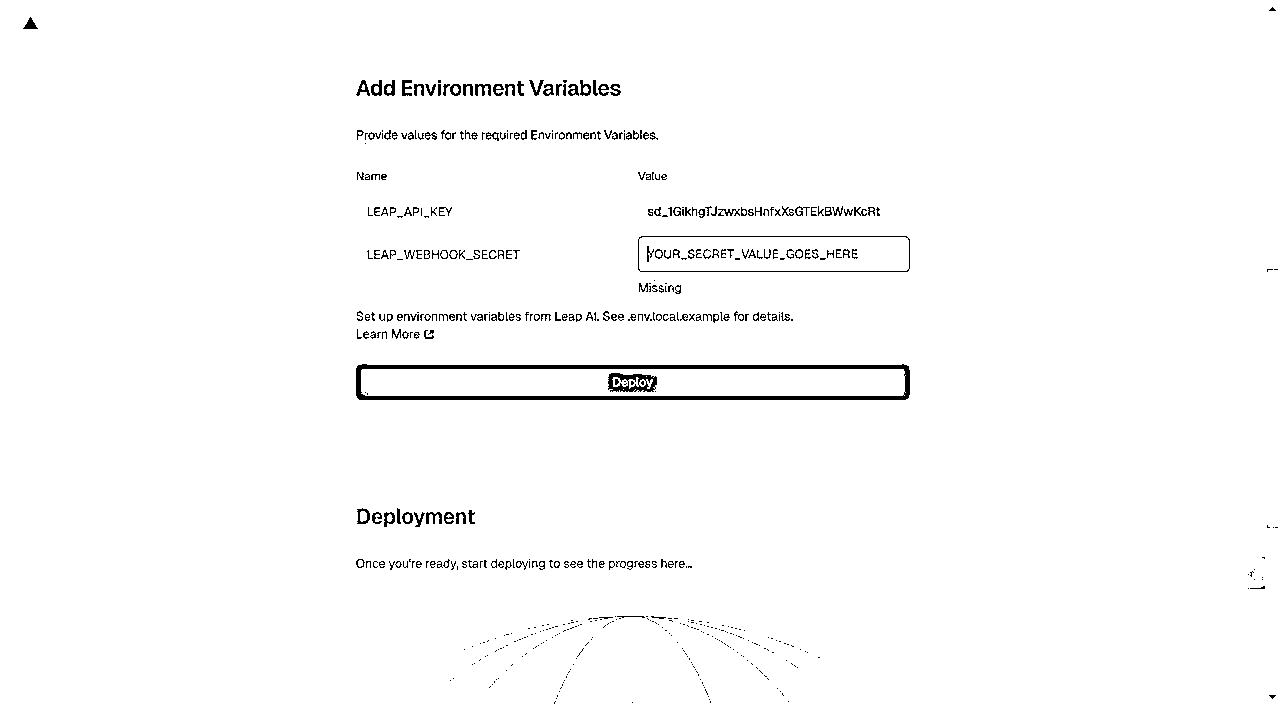 Add Environment Variables
Provide values for the required Environment Variables.
Name Value
LEAP_API_KEY sd_1GikhgTJzwxbsHnfxXsGTEkBWwKcRt
LEAP_WEBHOOK_SECRET YOUR_SECRET_VALUE_GOES_HERE
Missing
Set up environment variables from Leap AI. See .env.local.example for details.
Learn More
Deploy
Deployment
Once you're ready, start deploying to see the progress here...